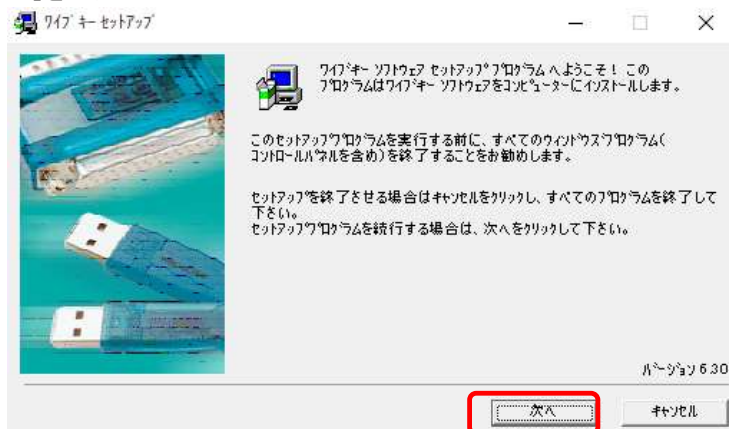 ﾜｲﾌﾞｷｰ ｾｯﾄｱｯﾌﾟ
ﾜｲﾌﾞｷｰ ｿﾌﾄｳｪｱ ｾｯﾄｱｯﾌﾟﾌﾟﾛｸﾞﾗﾑ へようこそ！ この
ﾌﾟﾛｸﾞﾗﾑはﾜｲﾌﾞｷｰ ｿﾌﾄｳｪｱをｺﾝﾋﾟｭｰﾀｰにｲﾝｽﾄｰﾙします。
このｾｯﾄｱｯﾌﾟﾌﾟﾛｸﾞﾗﾑを実行する前に、すべてのｳｨﾝﾄﾞｳｽﾞﾌﾟﾛｸﾞﾗﾑ(
ｺﾝﾄﾛｰﾙﾊﾟﾈﾙを含め)を終了することをお勧めします。
ｾｯﾄｱｯﾌﾟを終了させる場合はｷｬﾝｾﾙをｸﾘｯｸし、すべてのﾌﾟﾛｸﾞﾗﾑを終了して
下さい。
ｾｯﾄｱｯﾌﾟﾌﾟﾛｸﾞﾗﾑを続行する場合は、次へをｸﾘｯｸして下さい。
ﾊﾞｰｼﾞｮﾝ 6.30
次へ
ｷｬﾝｾﾙ